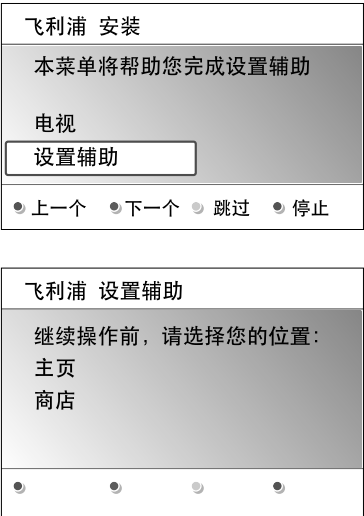 飞利浦 安装
本菜单将帮助您完成设置辅助
电视
设置辅助
上一个 下一个 跳过 停止
飞利浦 设置辅助
继续操作前，请选择您的位置：
主页
商店